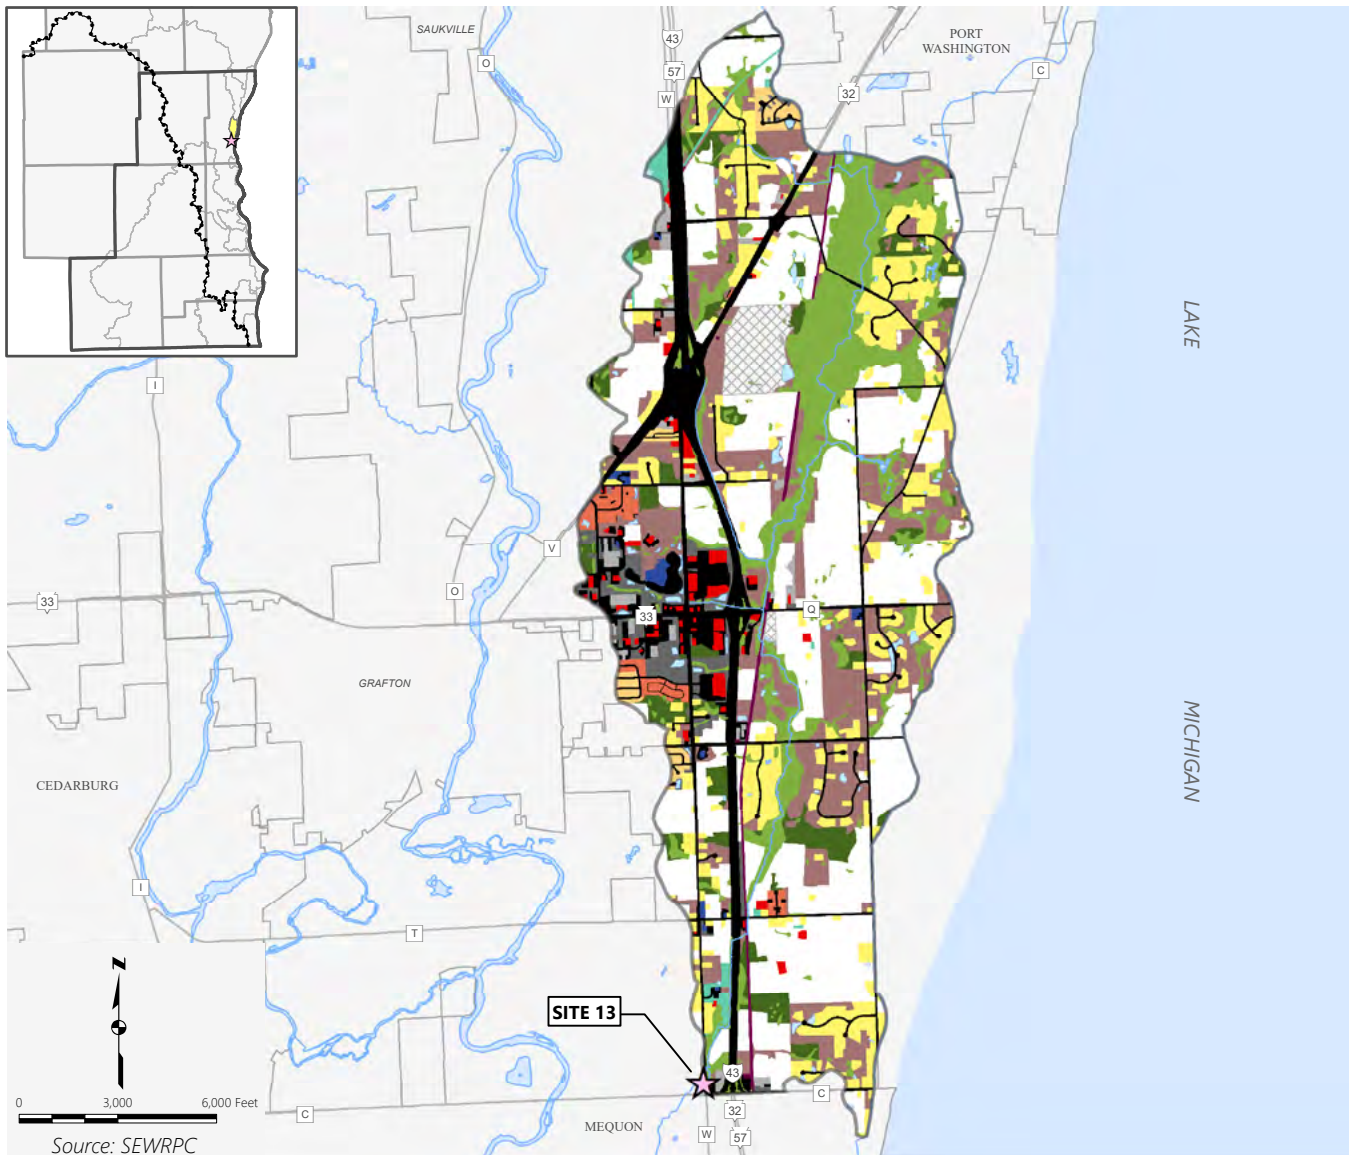 SAUKVILLE
PORT
WASHINGTON
43
57
W
O
C
32
LAKE
I
V
O
33
33
Q
GRAFTON
MICHIGAN
CEDARBURG
I
T
N
SITE 13
43
C
0 3,000 6,000 Feet
C
32
MEQUON
W
57
Source: SEWRPC